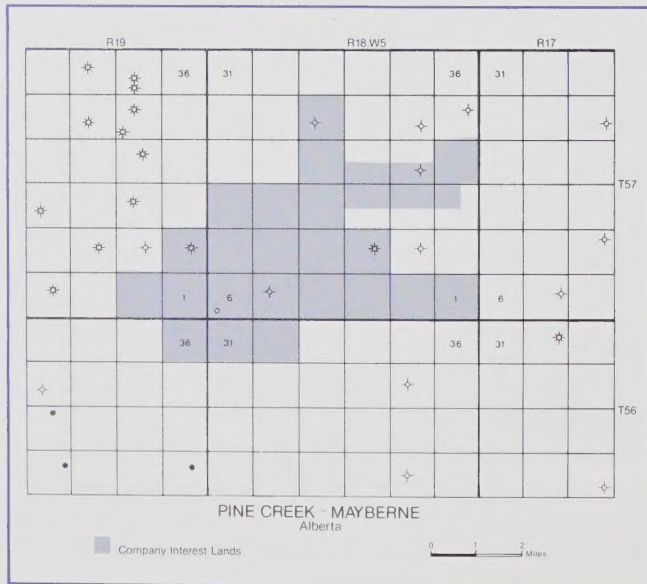 R19 R18.W5 R17
36 31 36 31
T57
1 6 1 6
36 31 36 31
T56
PINE CREEK - MAYBERNE
Alberta
Company Interest Lands
0 1 2
Miles